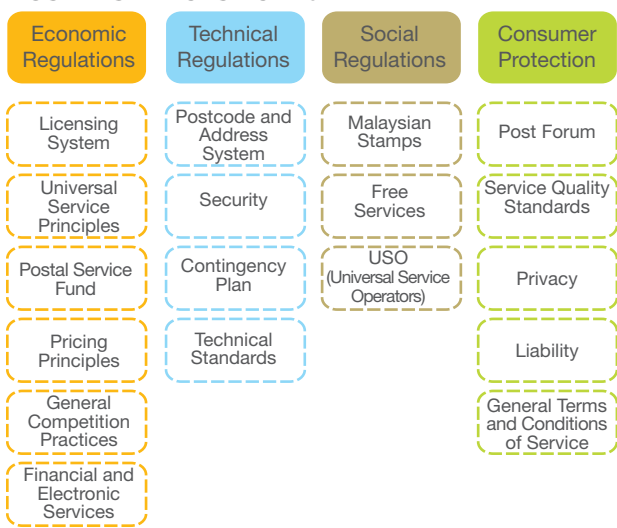 Economic
Regulations
Technical
Regulations
Social
Regulations
Consumer
Protection
Licensing
System
Universal
Service
Principles
Postal Service
Fund
Pricing
Principles
General
Competition
Practices
Financial and
Electronic
Services
Postcode and
Address
System
Security
Contingency
Plan
Technical
Standards
Malaysian
Stamps
Free
Services
USO
(Universal Service
Operators)
Post Forum
Service Quality
Standards
Privacy
Liability
General Terms
and Conditions
of Service